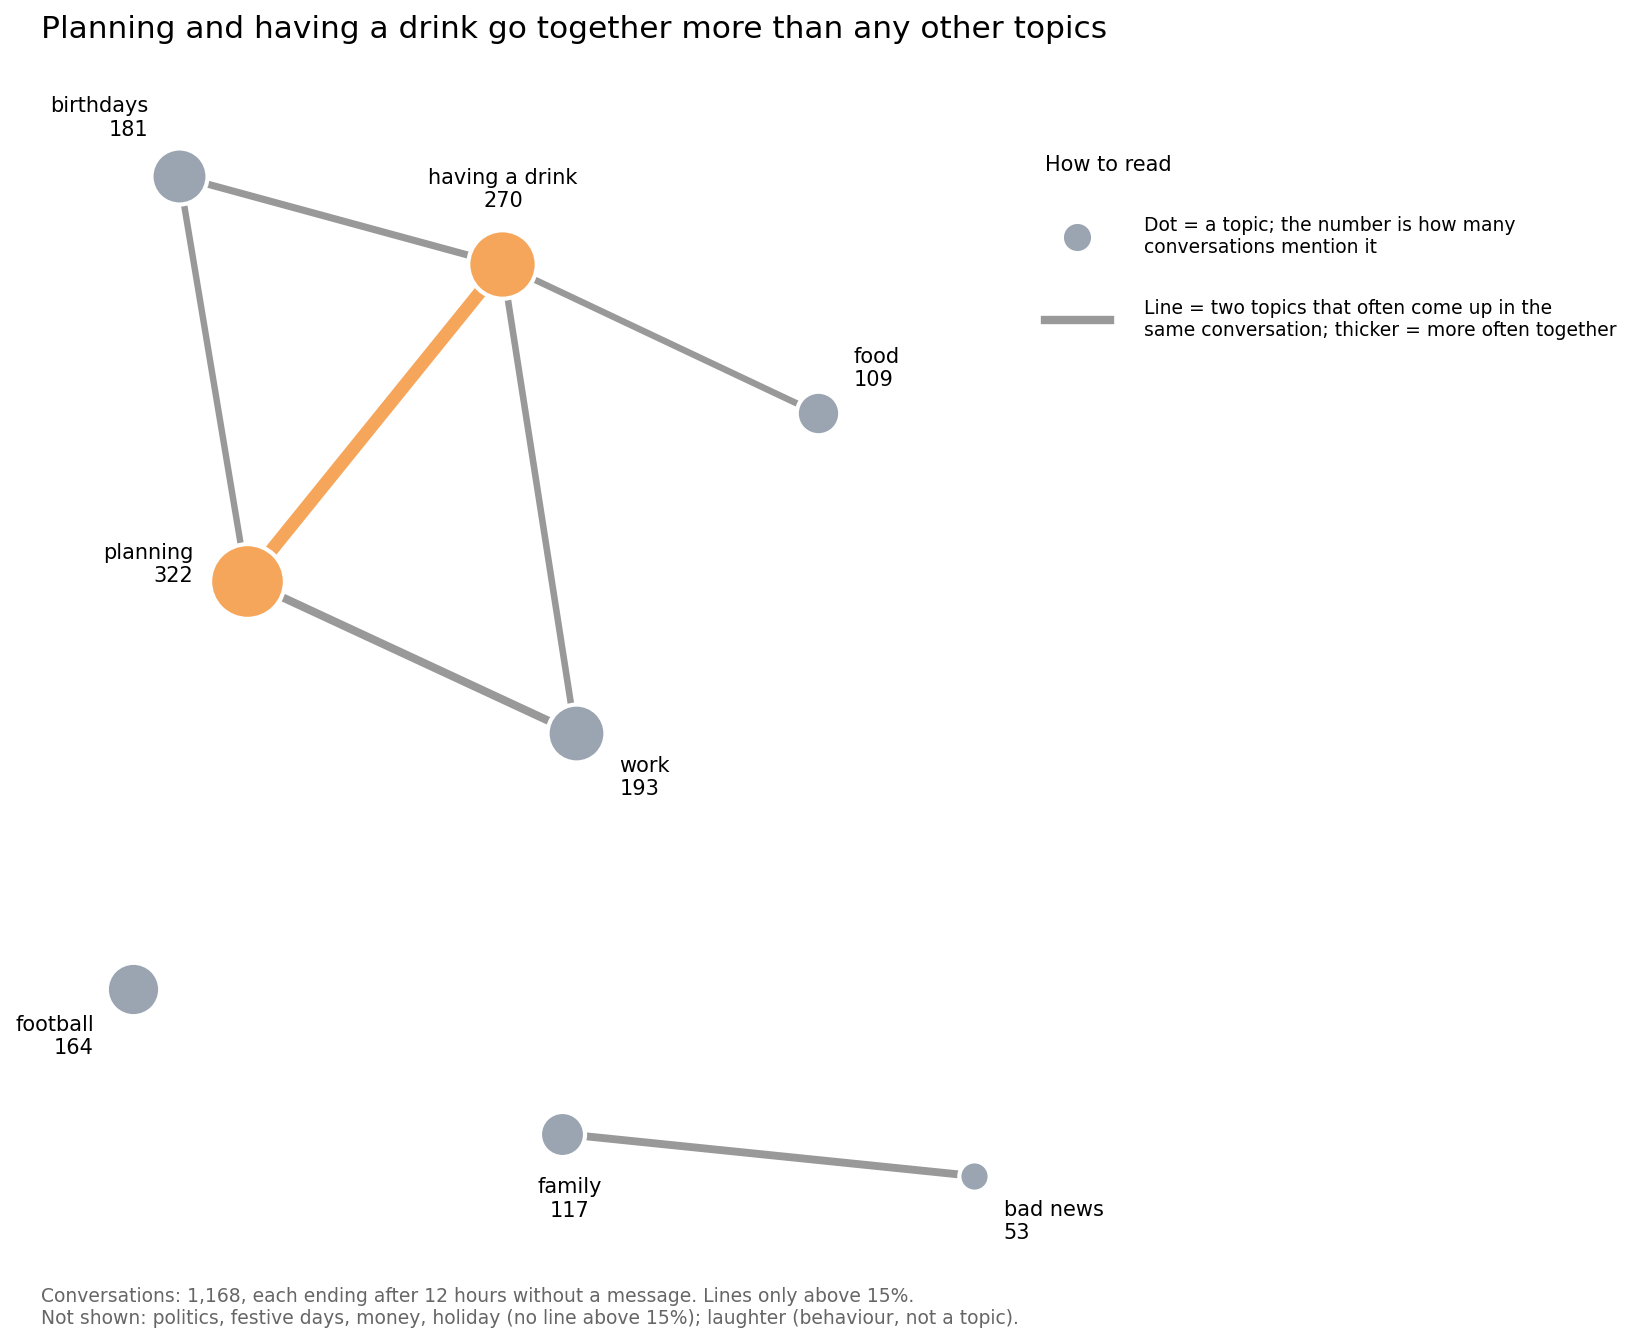 Planning and having a drink go together more than any other topics
birthdays
181
having a drink
270
How to read
Dot = a topic; the number is how many
conversations mention it
Line = two topics that often come up in the
same conversation; thicker = more often together
food
109
planning
322
work
193
football
164
family
117
bad news
53
Conversations: 1,168, each ending after 12 hours without a message. Lines only above 15%.
Not shown: politics, festive days, money, holiday (no line above 15%); laughter (behaviour, not a topic).